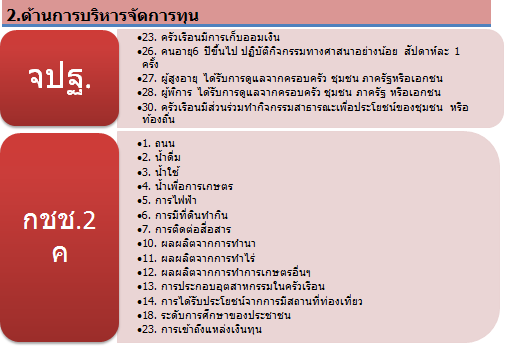 2.ด้านการบริหารจัดการทุน
จปฐ.
•23. ครัวเรือนมีการเก็บออมเงิน
•26. คนอายุ6 ปีขึ้นไป ปฏิบัติกิจกรรมทางศาสนาอย่างน้อย สัปดาห์ละ 1
ครั้ง
•27. ผู้สูงอายุ ได้รับการดูแลจากครอบครัว ชุมชน ภาครัฐหรือเอกชน
•28. ผู้พิการ ได้รับการดูแลจากครอบครัว ชุมชน ภาครัฐ หรือเอกชน
•30. ครัวเรือนมีส่วนร่วมทำกิจกรรมสาธารณะเพื่อประโยชน์ของชุมชน หรือ
ท้องถิ่น
กชช.2
ค
•1. ถนน
•2. น้ำดื่ม
•3. น้ำใช้
•4. น้ำเพื่อการเกษตร
•5. การไฟฟ้า
•6. การมีที่ดินทำกิน
•7. การติดต่อสื่อสาร
•10. ผลผลิตจากการทำนา
•11. ผลผลิตจากการทำไร่
•12. ผลผลิตจากการทำการเกษตรอื่นๆ
•13. การประกอบอุตสาหกรรมในครัวเรือน
•14. การได้รับประโยชน์จากการมีสถานที่ท่องเที่ยว
•18. ระดับการศึกษาของประชาชน
•23. การเข้าถึงแหล่งเงินทุน